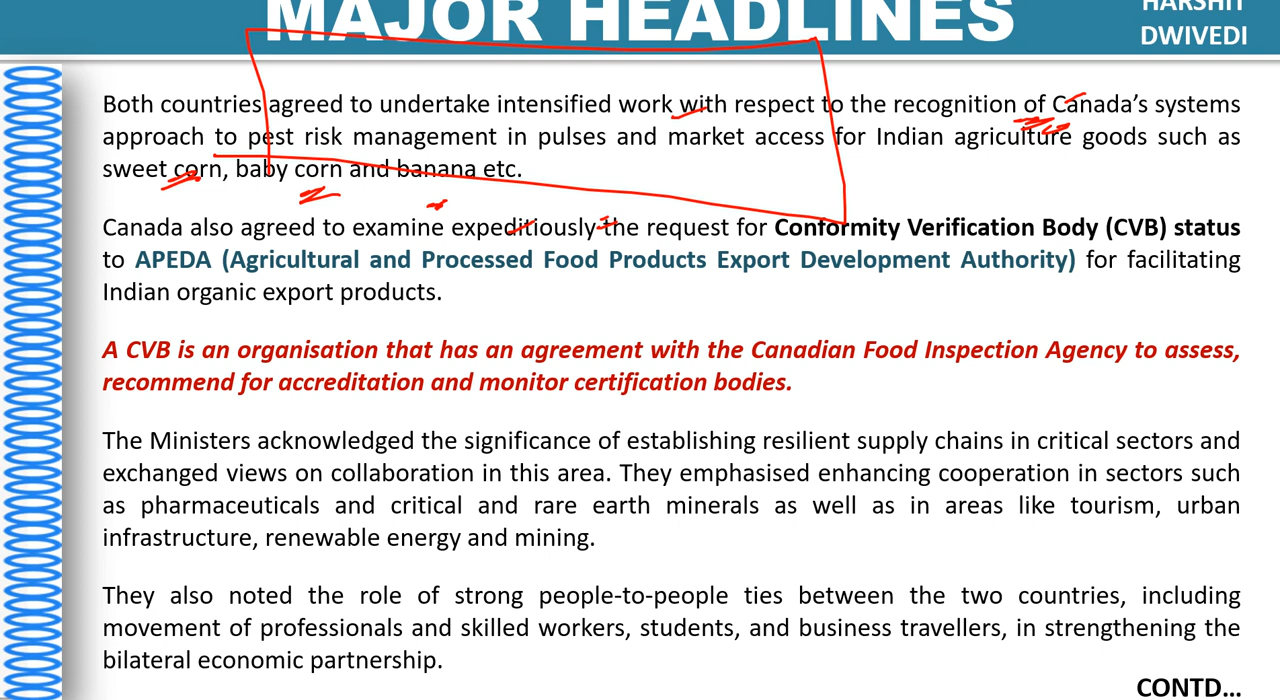 MAJOR HEADLINES
HARSHIT
DWIVEDI
Both countries agreed to undertake intensified work with respect to the recognition of Canada's systems
approach to pest risk management in pulses and market access for Indian agriculture goods such as
sweet corn, baby corn and banana etc.
Canada also agreed to examine expeditiously the request for Conformity Verification Body (CVB) status
to APEDA (Agricultural and Processed Food Products Export Development Authority) for facilitating
Indian organic export products.
A CVB is an organisation that has an agreement with the Canadian Food Inspection Agency to assess,
recommend for accreditation and monitor certification bodies.
The Ministers acknowledged the significance of establishing resilient supply chains in critical sectors and
exchanged views on collaboration in this area. They emphasised enhancing cooperation in sectors such
as pharmaceuticals and critical and rare earth minerals as well as in areas like tourism, urban
infrastructure, renewable energy and mining.
They also noted the role of strong people-to-people ties between the two countries, including
movement of professionals and skilled workers, students, and business travellers, in strengthening the
bilateral economic partnership.
CONTD...